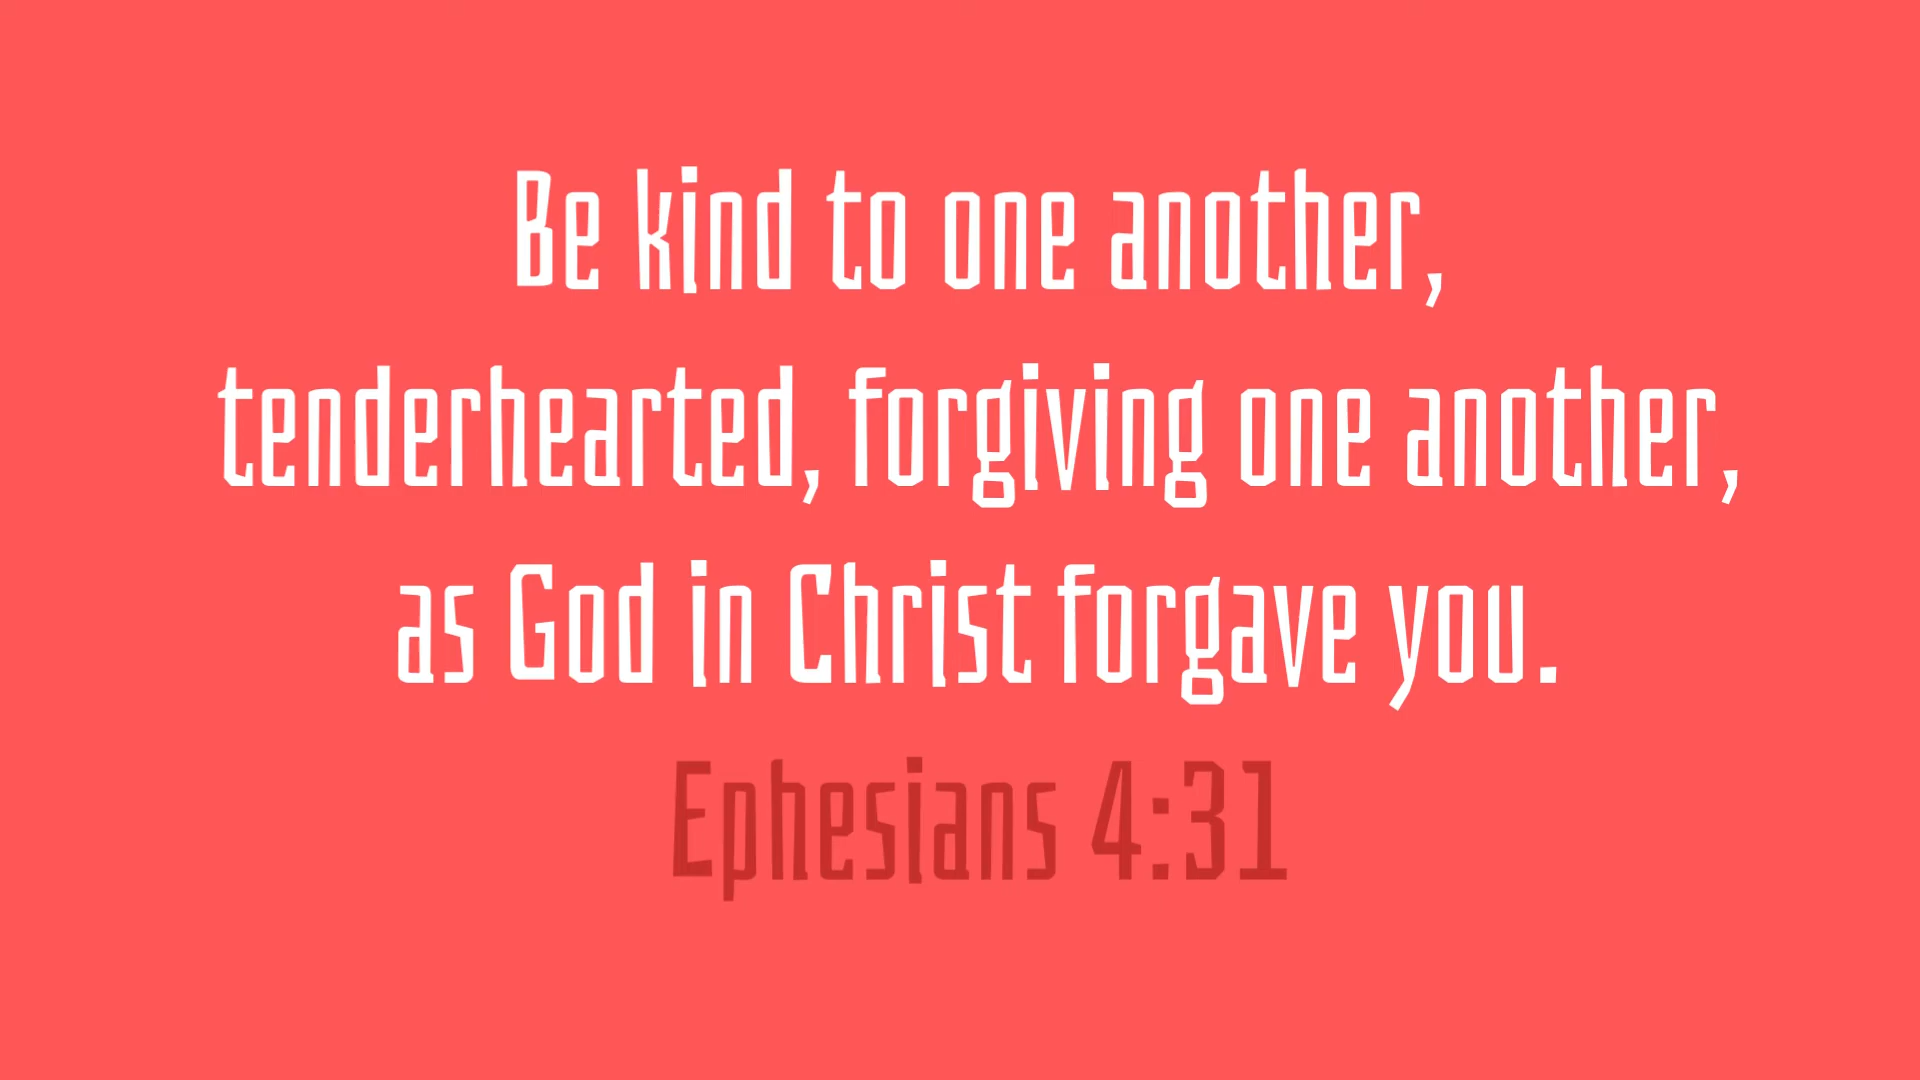 Be kind to one another,
tenderhearted, forgiving one another,
as God in Christ forgave you.
Ephesians 4:31